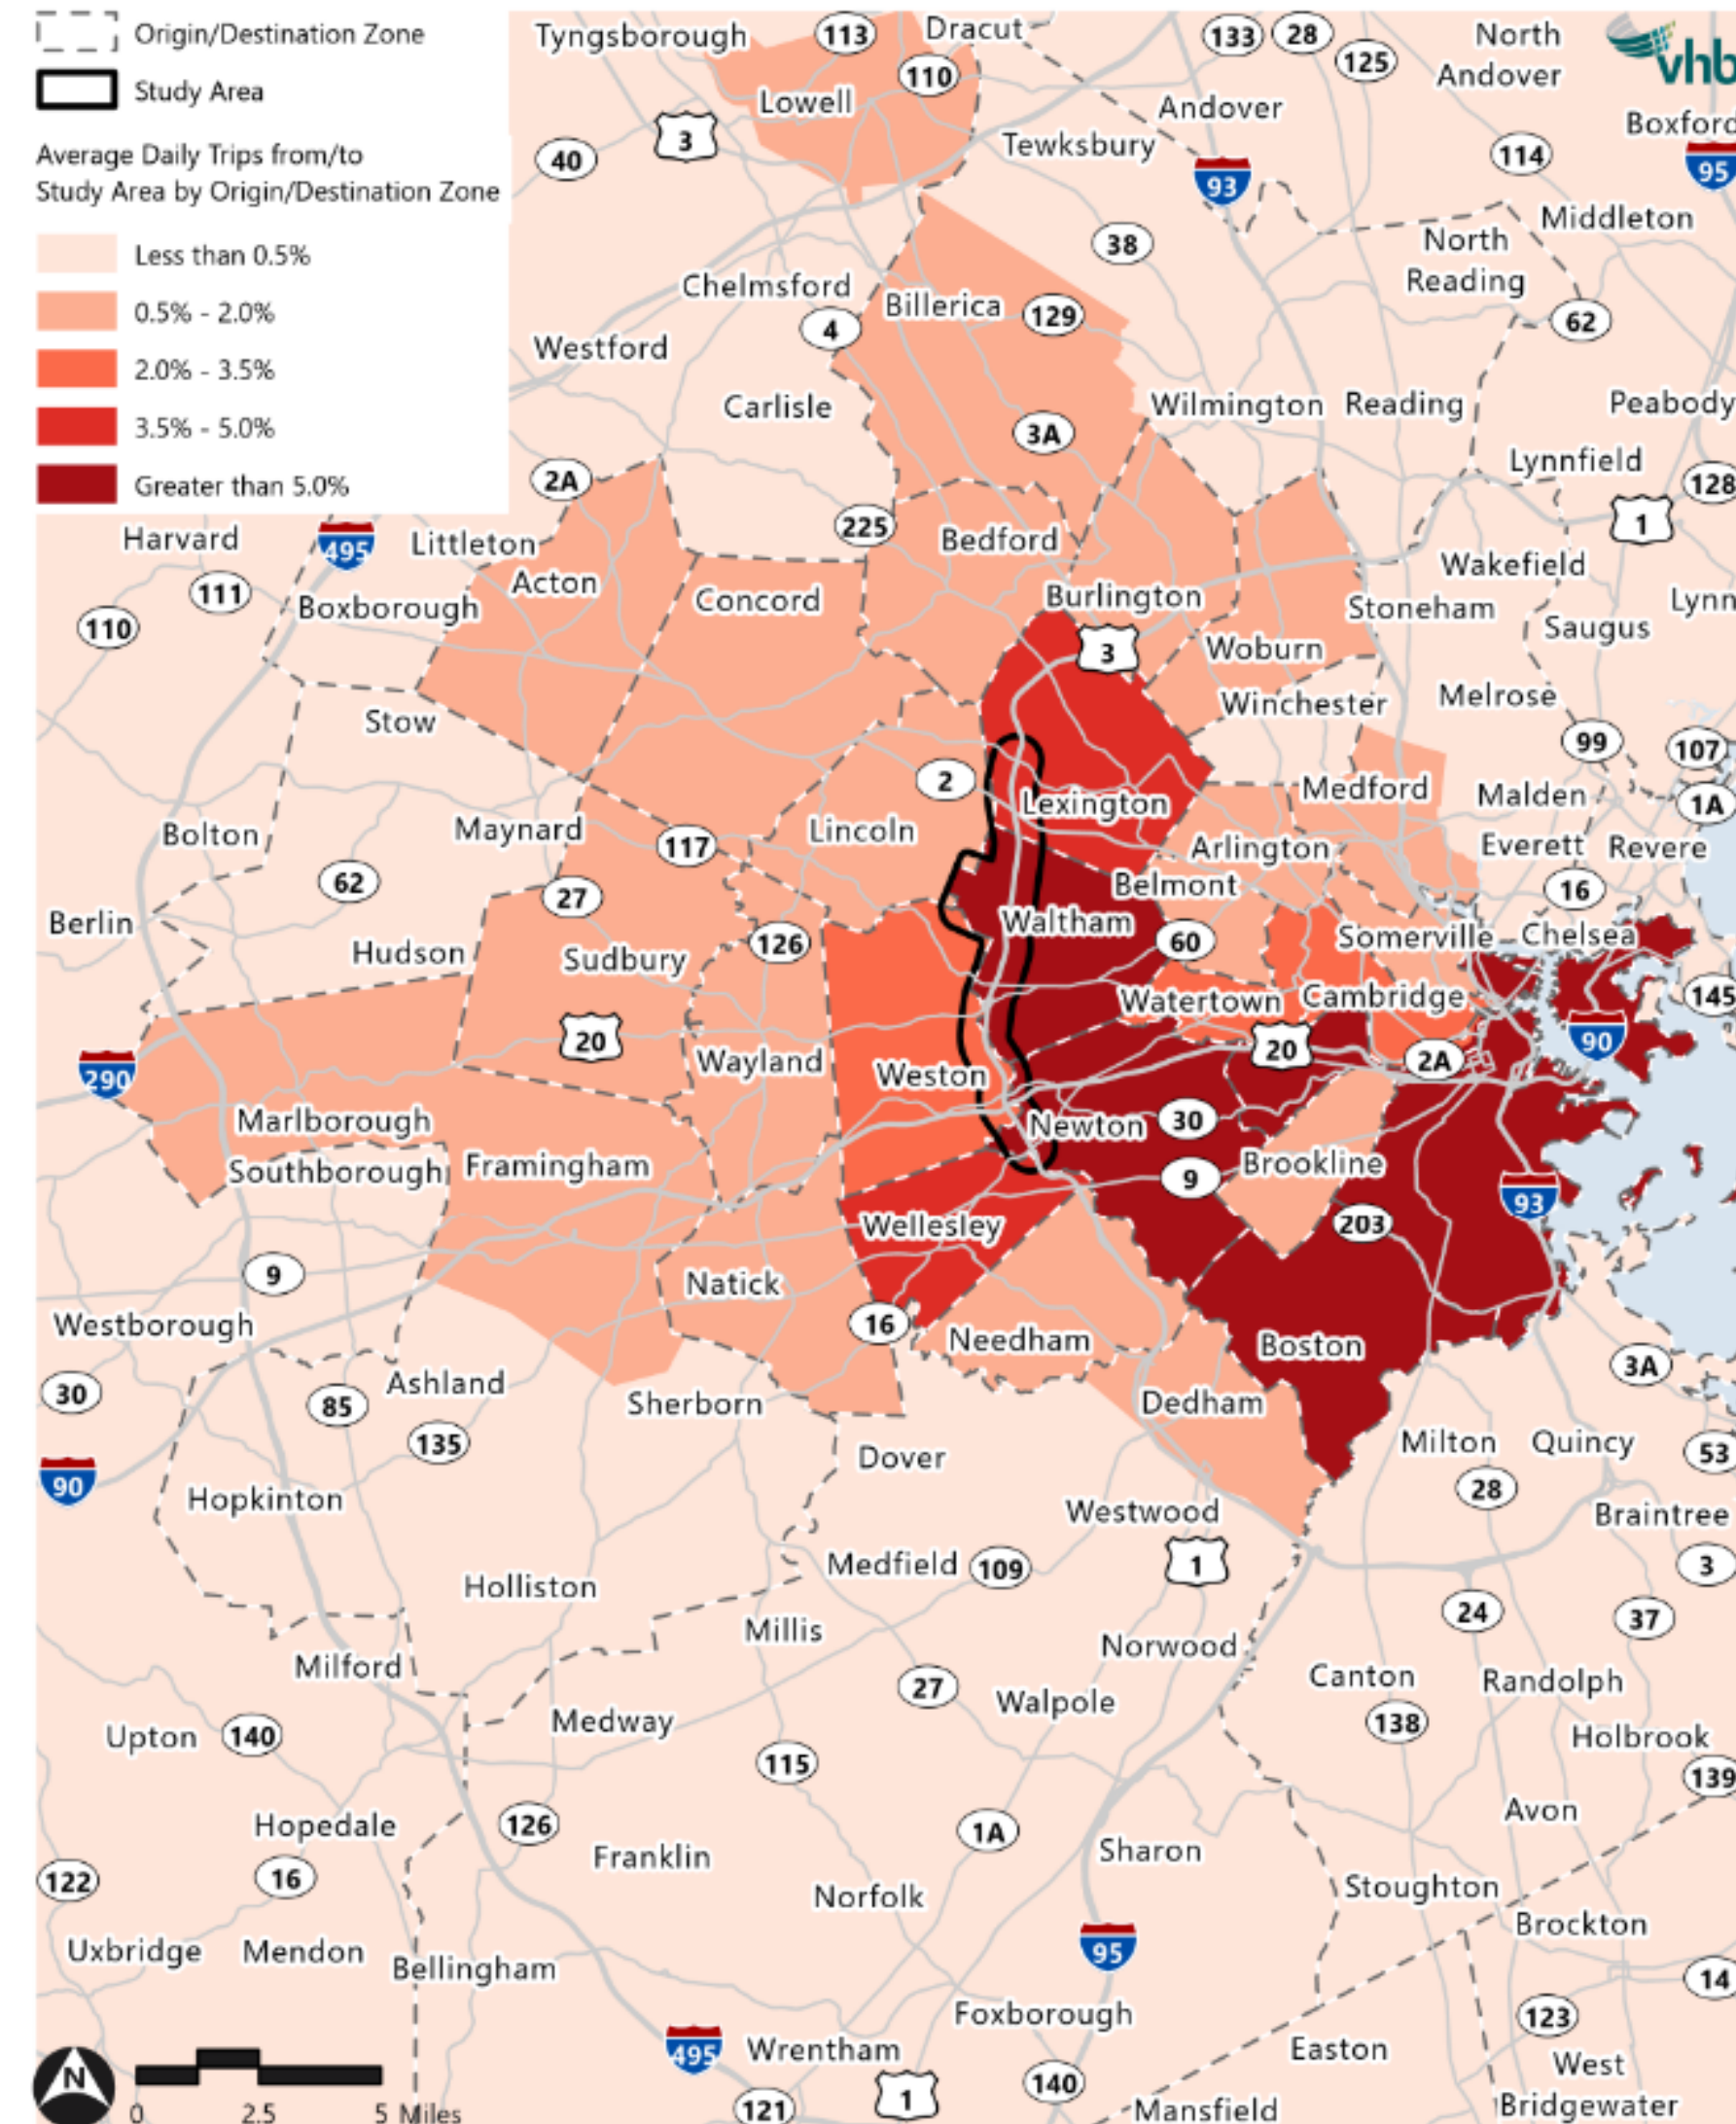 Origin/Destination Zone
Study Area
Average Daily Trips from/to
Study Area by Origin/Destination Zone
Less than 0.5%
0.5% - 2.0%
2.0% - 3.5%
3.5% - 5.0%
Greater than 5.0%
vhb
Tyngsborough
113
Dracut
133
28
125
North
Andover
110
Lowell
3
Andover
Boxford
40
Tewksbury
93
114
95
38
Middleton
North
Reading
Chelmsford
Billerica
129
4
62
Westford
Carlisle
3A
Wilmington
Reading
Peabody
Lynnfield
2A
128
225
1
Harvard
495
Littleton
Bedford
Wakefield
Acton
111
Boxborough
Concord
Burlington
Stoneham
Lynn
110
3
Woburn
Saugus
Stow
Winchester
Melrose
99
107
2
Lexington
Medford
Malden
1A
Bolton
Maynard
117
Lincoln
Arlington
Everett
Revere
62
27
Belmont
16
Berlin
Waltham
60
Somerville
Chelsea
Hudson
Sudbury
126
Watertown
Cambridge
145
20
90
290
Wayland
Weston
20
2A
Marlborough
Newton
30
Southborough
Framingham
9
Brookline
93
Wellesley
203
9
Natick
Westborough
16
Needham
Boston
3A
30
85
Ashland
Sherborn
Dedham
135
Dover
Milton
Quincy
53
90
28
Hopkinton
Westwood
Braintree
Medfield
109
1
3
Holliston
24
37
Millis
Norwood
Milford
Canton
Randolph
27
Walpole
138
Upton
140
Medway
Holbrook
115
139
Hopedale
126
1A
Avon
Franklin
Sharon
122
16
Norfolk
Stoughton
Brockton
Uxbridge
Mendon
Bellingham
95
14
Foxborough
123
495
Wrentham
Easton
West
Bridgewater
N
140
1
121
Mansfield
0
2.5
5 Miles